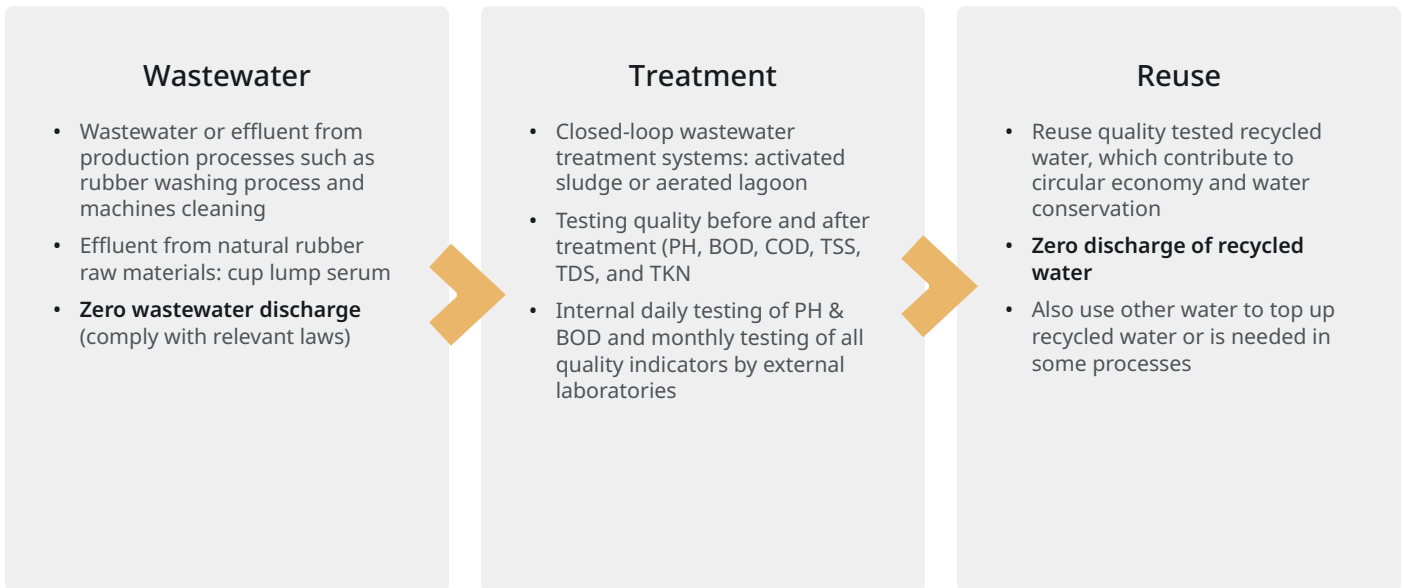 Wastewater
• Wastewater or effluent from
production processes such as
rubber washing process and
machines cleaning
• Effluent from natural rubber
raw materials: cup lump serum
• Zero wastewater discharge
(comply with relevant laws)
Treatment
• Closed-loop wastewater
treatment systems: activated
sludge or aerated lagoon
• Testing quality before and after
treatment (PH, BOD, COD, TSS,
TDS, and TKN
• Internal daily testing of PH &
BOD and monthly testing of all
quality indicators by external
laboratories
Reuse
• Reuse quality tested recycled
water, which contribute to
circular economy and water
conservation
• Zero discharge of recycled
water
• Also use other water to top up
recycled water or is needed in
some processes